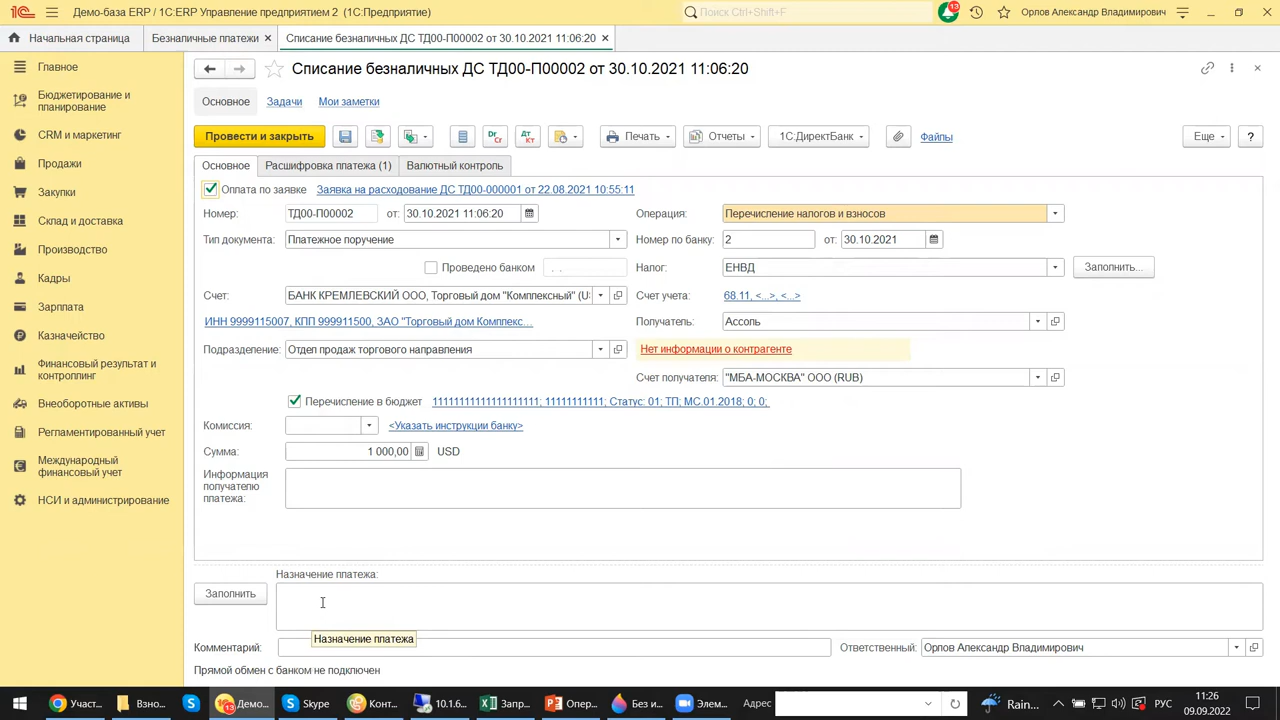 Демо-база ERP / 1С:ERP Управление предприятием 2 (1С:Предприятие)
Поиск Ctrl+Shift+F
13
Орлов Александр Владимирович
Начальная страница
Безналичные платежи ×
Списание безналичных ДС ТД00-П00002 от 30.10.2021 11:06:20 ×
Главное
Бюджетирование и
планирование
CRM и маркетинг
Продажи
Закупки
Склад и доставка
Производство
Кадры
Зарплата
Казначейство
Финансовый результат и
контроллинг
Внеоборотные активы
Регламентированный учет
Международный
финансовый учет
НСИ и администрирование
Списание безналичных ДС ТД00-П00002 от 30.10.2021 11:06:20
Основное
Задачи
Мои заметки
Провести и закрыть
Dr
Cr
Дт
Кт
Печать
Отчеты
1С:ДиректБанк
Файлы
Еще
?
Основное
Расшифровка платежа (1)
Валютный контроль
Оплата по заявке
Заявка на расходование ДС ТД00-000001 от 22.08.2021 10:55:11
Номер: ТД00-П00002 от: 30.10.2021 11:06:20
Операция: Перечисление налогов и взносов
Тип документа: Платежное поручение
Номер по банку: 2 от: 30.10.2021
Проведено банком . .
Налог: ЕНВД
Заполнить...
Счет: БАНК КРЕМЛЕВСКИЙ ООО, Торговый дом "Комплексный" (U
Счет учета: 68.11, <...>, <...>
ИНН 9999115007, КПП 999911500, ЗАО "Торговый дом Комплекс...
Получатель: Ассоль
Подразделение: Отдел продаж торгового направления
Нет информации о контрагенте
Счет получателя: "МБА-МОСКВА" ООО (RUB)
Перечисление в бюджет 11111111111111111111; 11111111; Статус: 01; ТП; МС.01.2018; 0; 0;
Комиссия: <Указать инструкции банку>
Сумма: 1 000,00 USD
Информация
получателю
платежа:
Назначение платежа:
Заполнить
Назначение платежа
Комментарий:
Ответственный: Орлов Александр Владимирович
Прямой обмен с банком не подключен
Участ...
Взно...
Демо...
13
Skype
Конт...
10.1.6...
Запр...
Опер...
Без и...
Элем...
Адрес
Rain...
РУС
11:26
09.09.2022